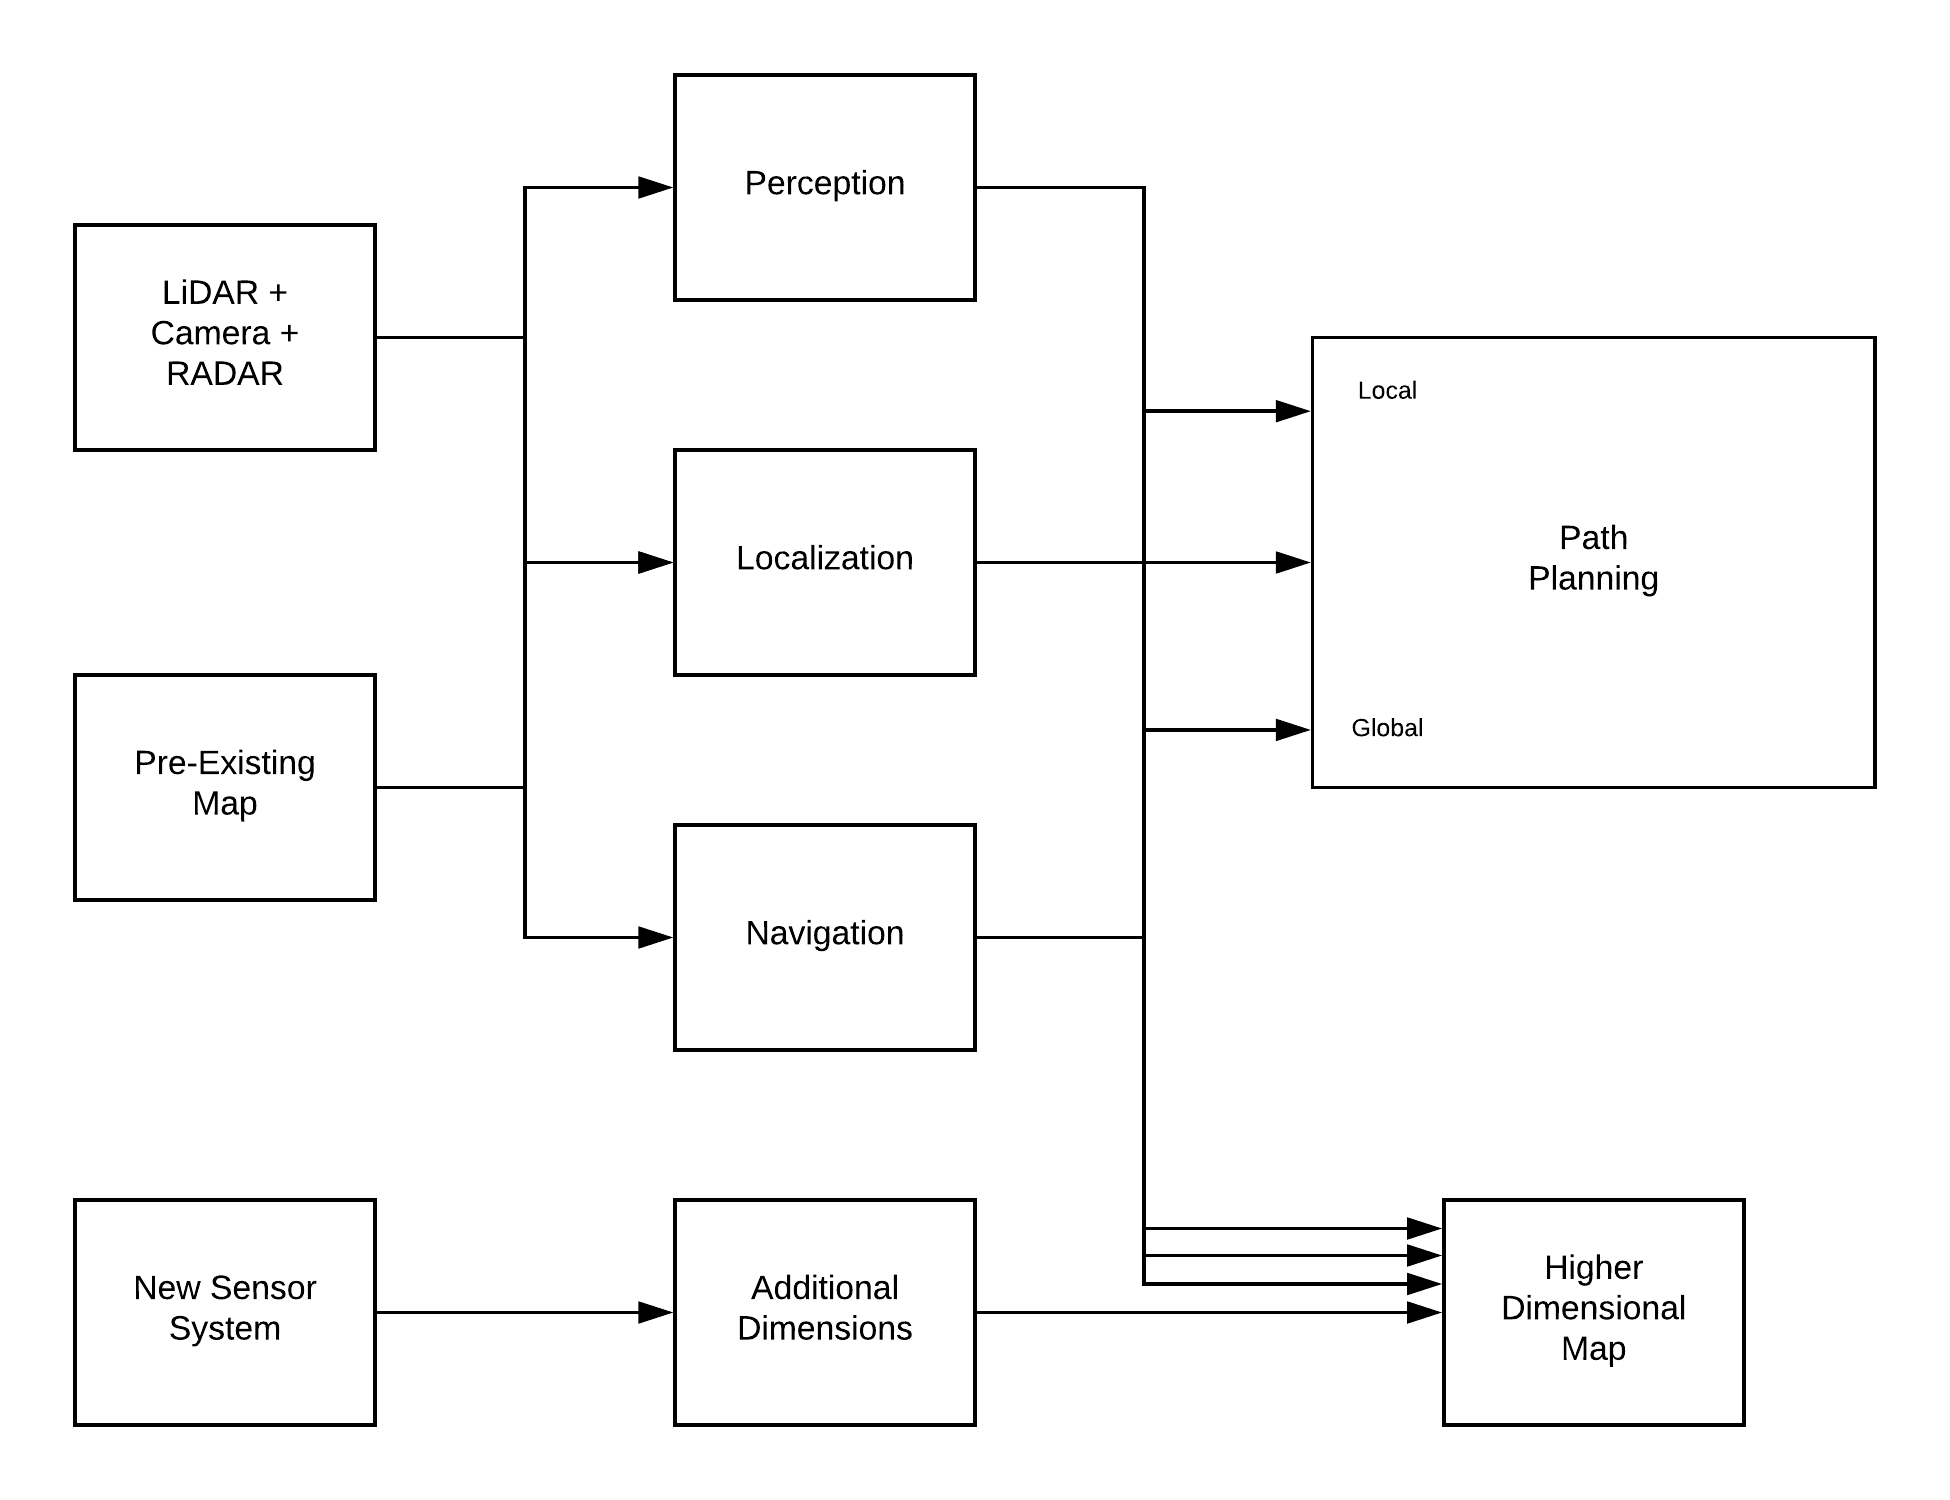 Perception
LiDAR +
Camera +
RADAR
Local
Localization
Path
Planning
Pre-Existing
Map
Global
Navigation
New Sensor
System
Additional
Dimensions
Higher
Dimensional
Map